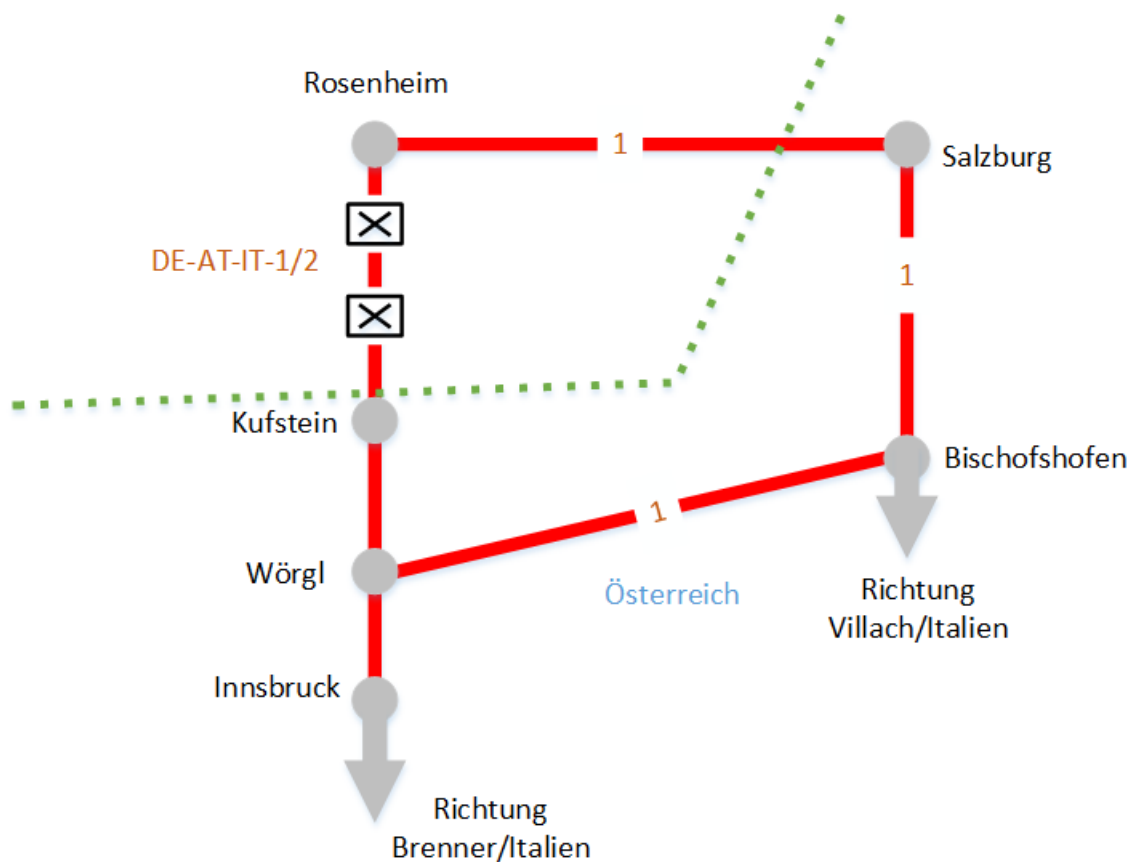 Rosenheim
1
Salzburg
DE-AT-IT-1/2
1
Kufstein
Bischofshofen
1
Wörgl
Österreich
Richtung
Villach/Italien
Innsbruck
Richtung
Brenner/Italien